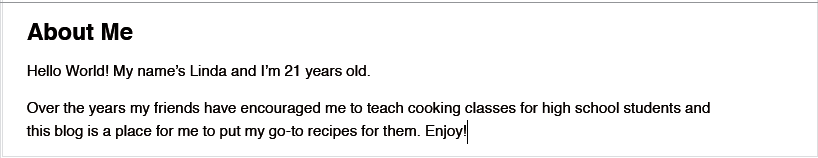 About Me
Hello World! My name’s Linda and I’m 21 years old.
Over the years my friends have encouraged me to teach cooking classes for high school students and
this blog is a place for me to put my go-to recipes for them. Enjoy!